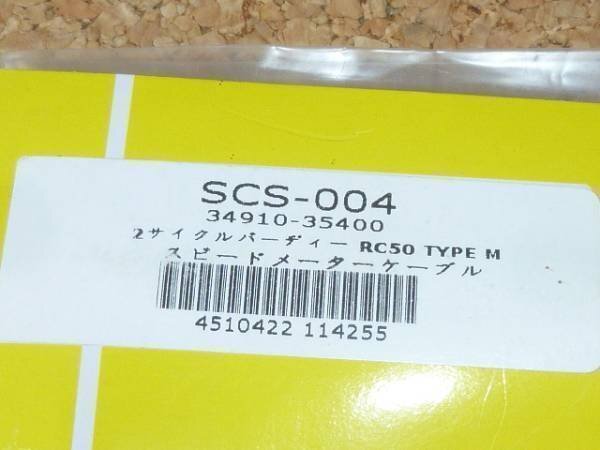 SCS-004
34910-35400
2サイクルバーディー RC50 TYPE M
スピードメーターケーブル
4510422 114255